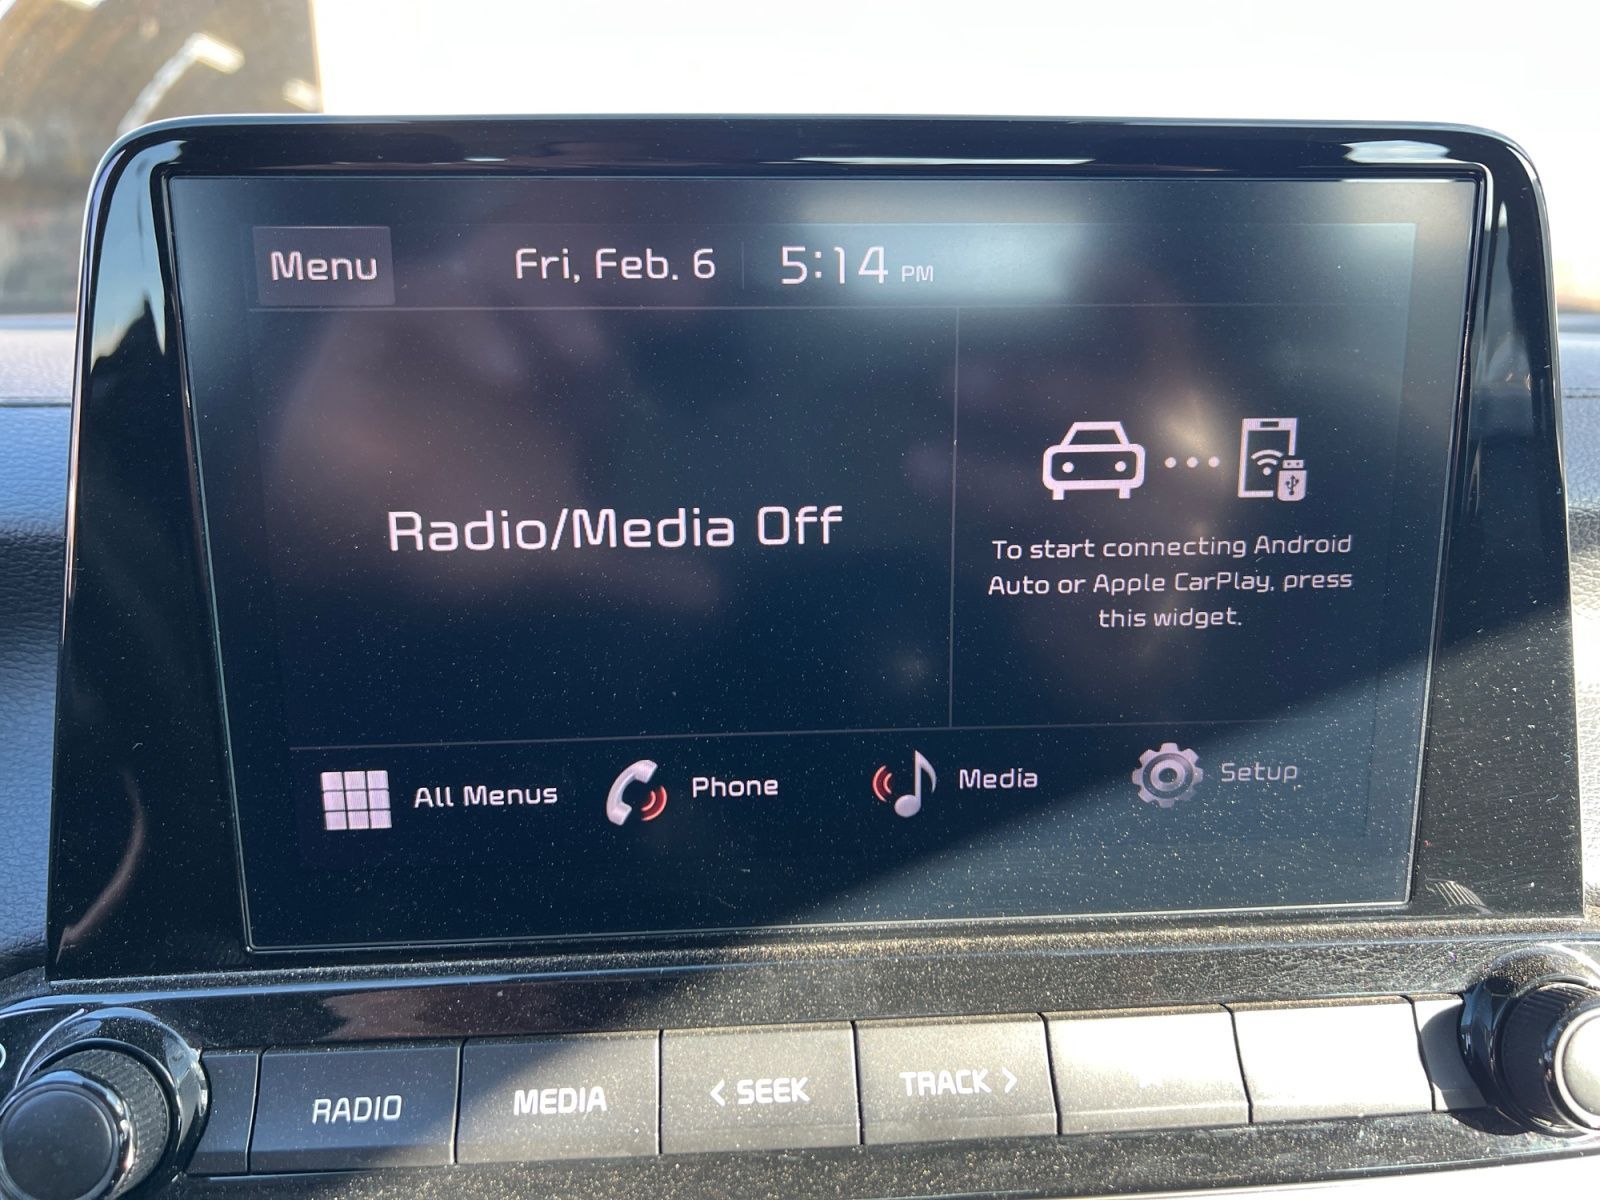 Menu
Fri, Feb. 6
5:14 PM
Radio/Media Off
To start connecting Android
Auto or Apple CarPlay, press
this widget.
All Menus
Phone
Media
Setup
RADIO
MEDIA
< SEEK
TRACK >